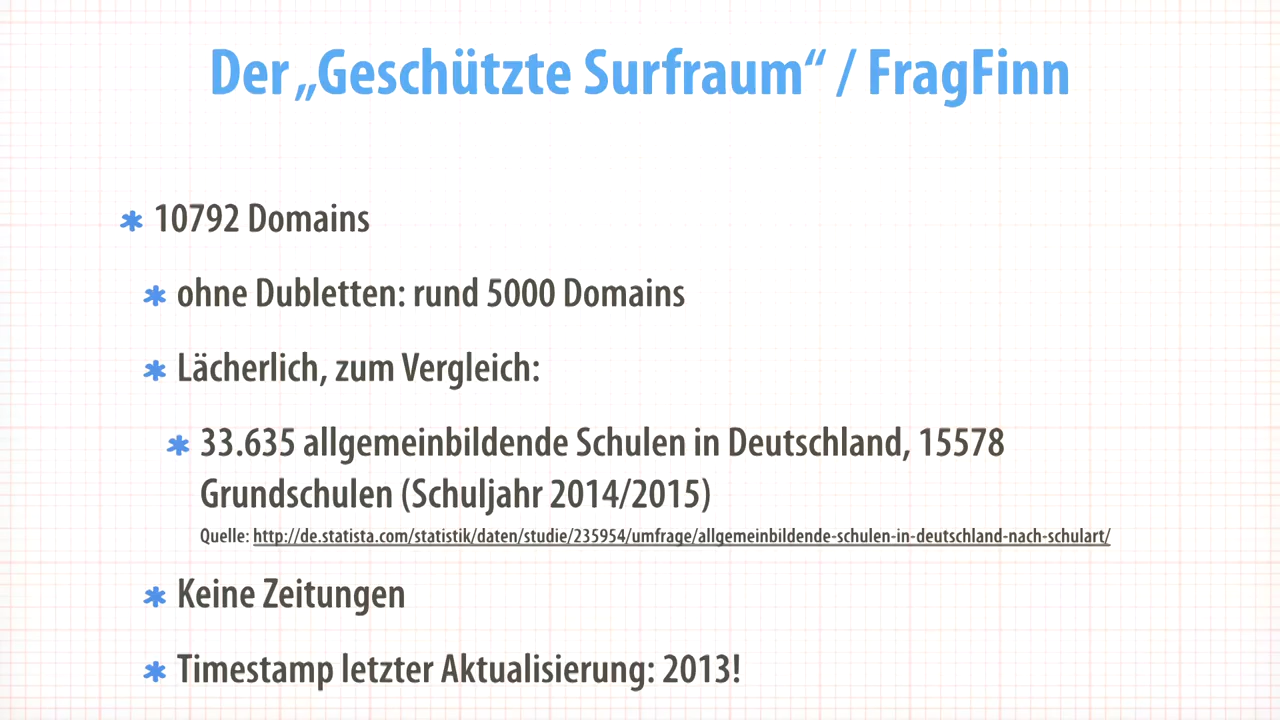 Der „Geschützte Surfraum“ / FragFinn
10792 Domains
ohne Dubletten: rund 5000 Domains
Lächerlich, zum Vergleich:
33.635 allgemeinbildende Schulen in Deutschland, 15578
Grundschulen (Schuljahr 2014/2015)
Quelle: http://de.statista.com/statistik/daten/studie/235954/umfrage/allgemeinbildende-schulen-in-deutschland-nach-schulart/
Keine Zeitungen
Timestamp letzter Aktualisierung: 2013!